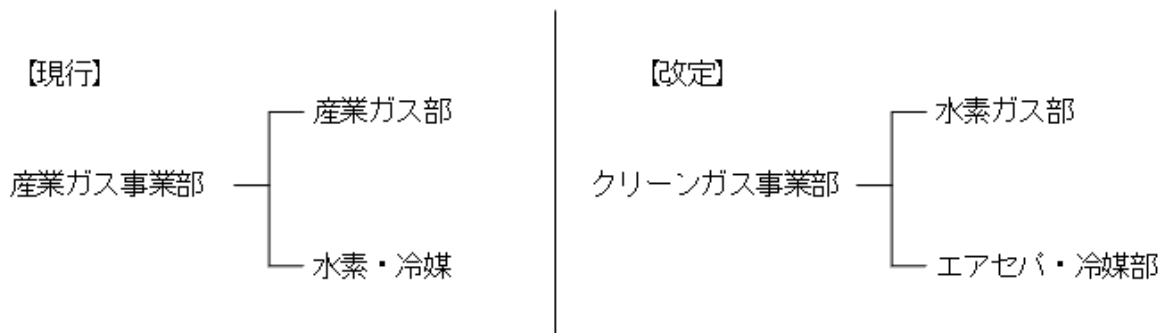 【現行】
産業ガス部
産業ガス事業部
水素・冷媒
【改定】
水素ガス部
クリーンガス事業部
エアセパ・冷媒部